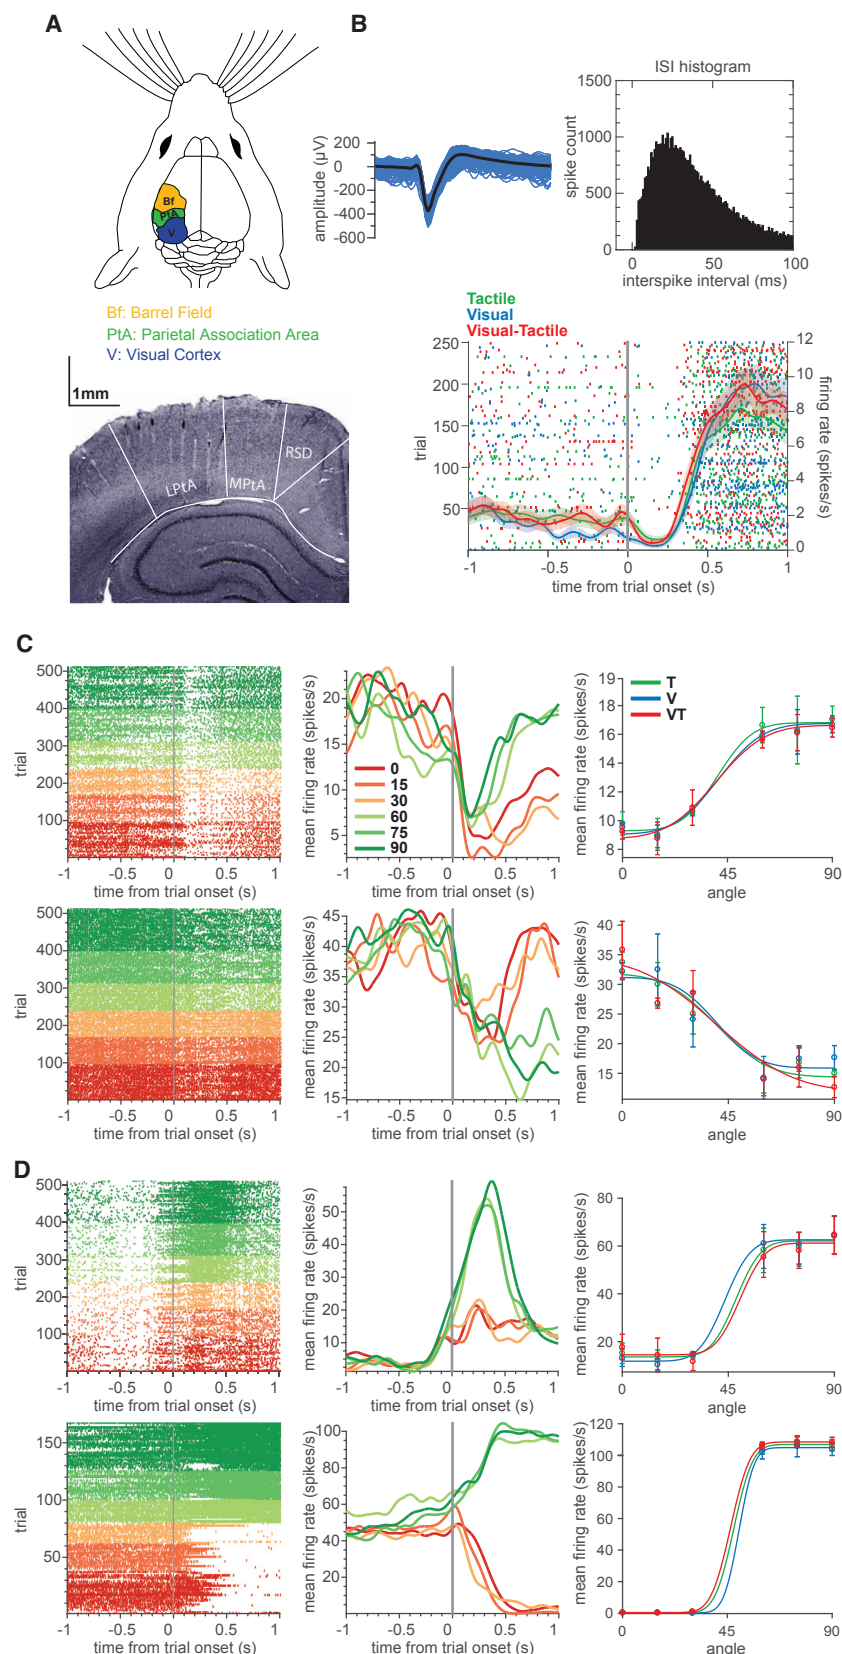 A
B
Bf
PtA
V
Bf: Barrel Field
PtA: Parietal Association Area
V: Visual Cortex
1mm
LPtA
MPtA
RSD
200
0
-200
-400
-600
amplitude (µV)
ISI histogram
1500
1000
500
0
spike count
0
50
100
interspike interval (ms)
Tactile
Visual
Visual-Tactile
250
200
150
100
50
trial
12
10
8
6
4
2
0
firing rate (spikes/s)
-1
-0.5
0
0.5
1
time from trial onset (s)
C
500
400
300
200
100
trial
-1
-0.5
0
0.5
1
time from trial onset (s)
20
15
10
5
mean firing rate (spikes/s)
0
15
30
60
75
90
-1
-0.5
0
0.5
1
time from trial onset (s)
T
V
VT
19
16
14
12
10
8
mean firing rate (spikes/s)
0
45
90
angle
500
400
300
200
100
trial
-1
-0.5
0
0.5
1
time from trial onset (s)
45
40
35
30
25
20
15
mean firing rate (spikes/s)
-1
-0.5
0
0.5
1
time from trial onset (s)
40
30
25
20
15
mean firing rate (spikes/s)
0
45
90
angle
D
500
400
300
200
100
trial
-1
-0.5
0
0.5
1
time from trial onset (s)
50
40
30
20
10
mean firing rate (spikes/s)
-1
-0.5
0
0.5
1
time from trial onset (s)
80
60
40
20
mean firing rate (spikes/s)
0
45
90
angle
150
100
50
trial
-1
-0.5
0
0.5
1
time from trial onset (s)
100
80
60
40
20
mean firing rate (spikes/s)
-1
-0.5
0
0.5
1
time from trial onset (s)
120
100
80
60
40
20
0
mean firing rate (spikes/s)
0
45
90
angle